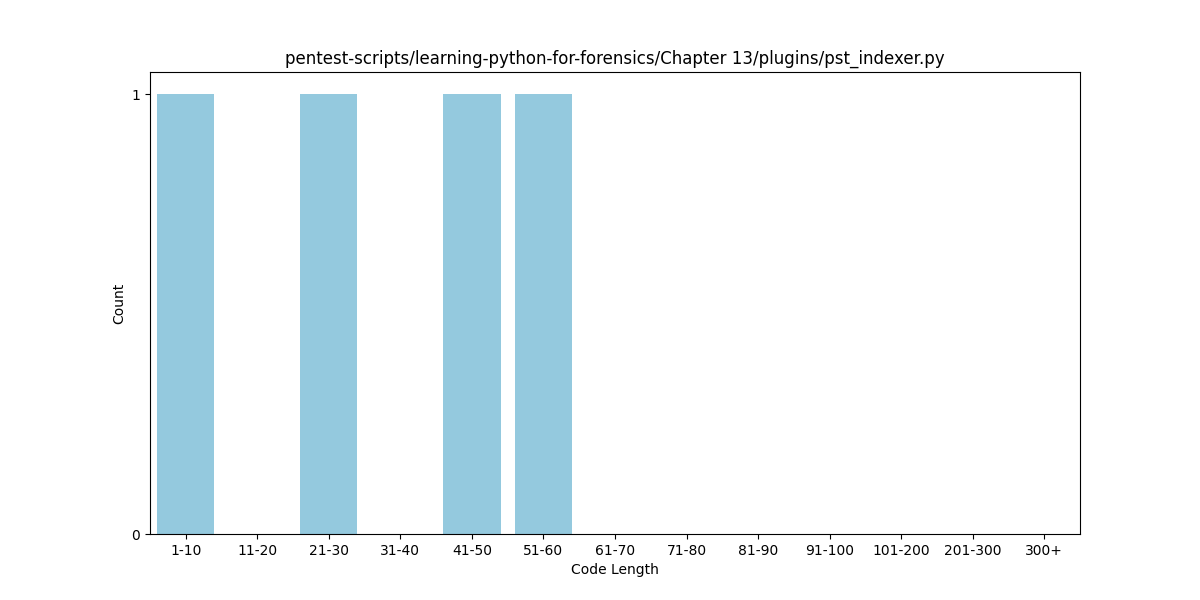 pentest-scripts/learning-python-for-forensics/Chapter 13/plugins/pst_indexer.py
1
Count
0
1-10 11-20 21-30 31-40 41-50 51-60 61-70 71-80 81-90 91-100 101-200 201-300 300+
Code Length